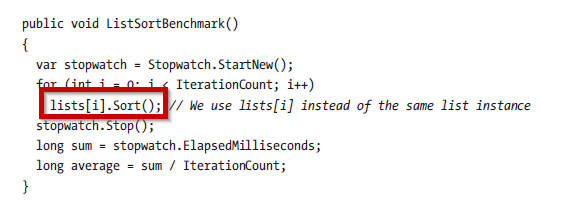 public void ListSortBenchmark()
{
var stopwatch = Stopwatch.StartNew();
for (int i = 0; i < IterationCount; i++)
lists[i].Sort(); // We use lists[i] instead of the same list instance
stopwatch.Stop();
long sum = stopwatch.ElapsedMilliseconds;
long average = sum / IterationCount;
}